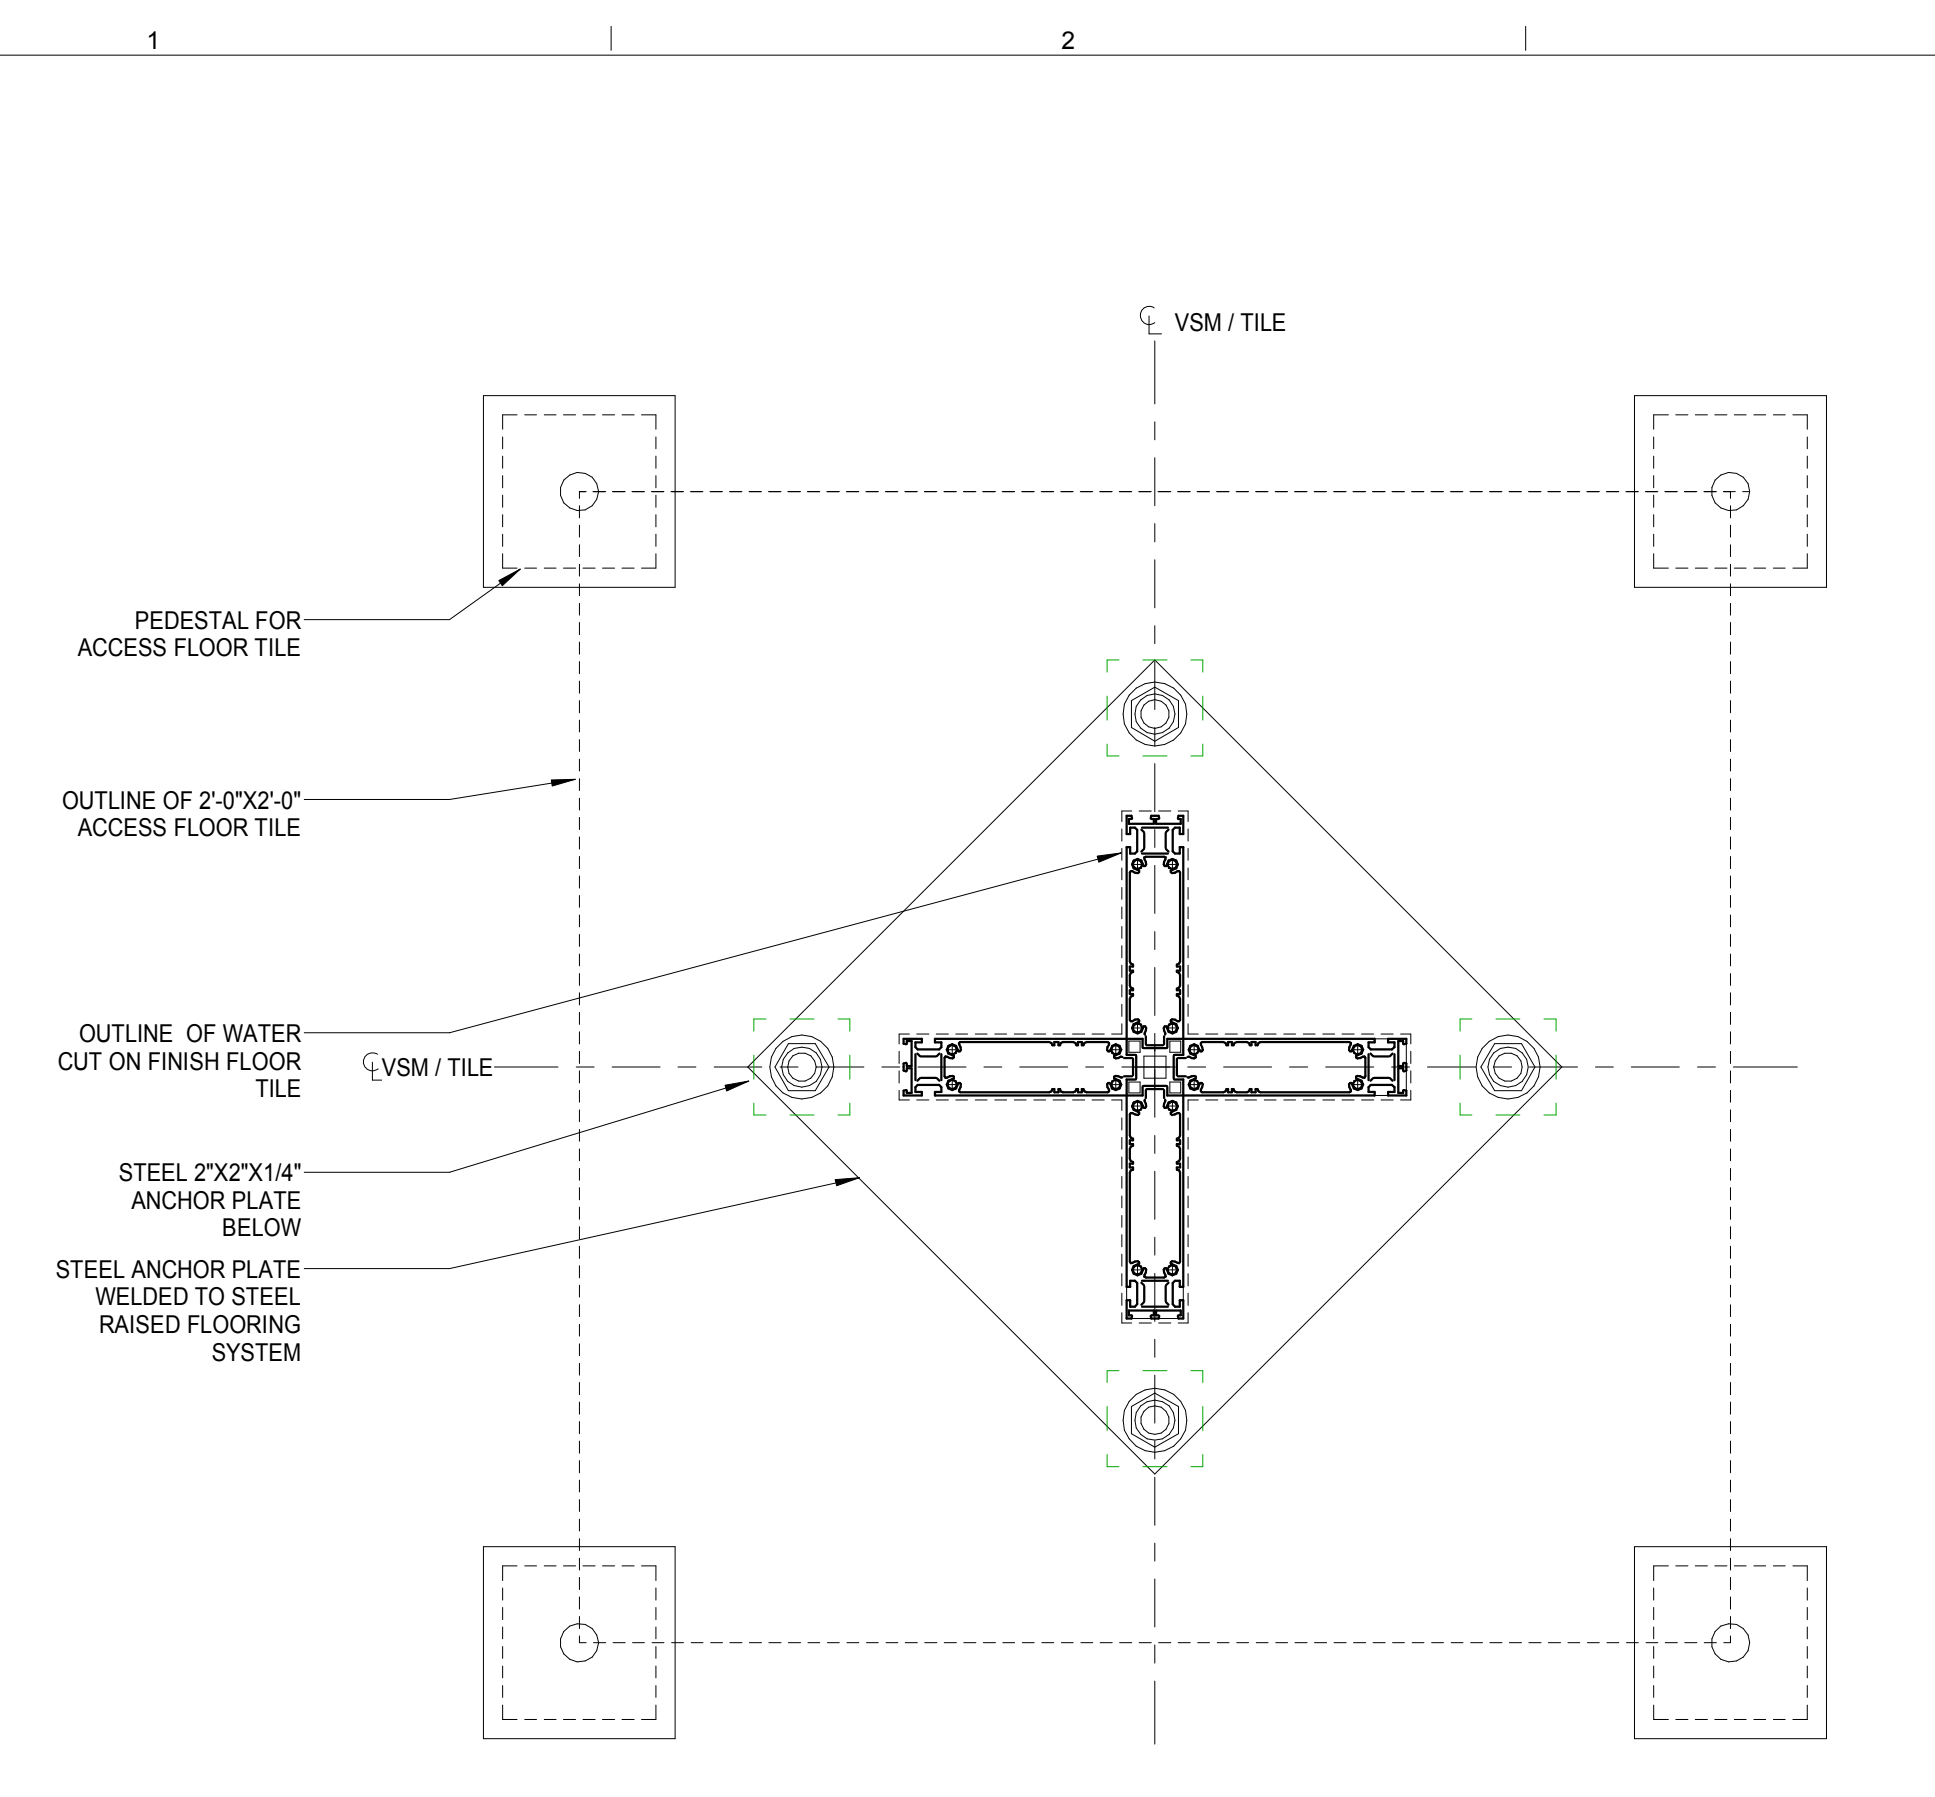 1
2
℄ VSM / TILE
PEDESTAL FOR
ACCESS FLOOR TILE
OUTLINE OF 2'-0"X2'-0"
ACCESS FLOOR TILE
OUTLINE  OF WATER
CUT ON FINISH FLOOR
TILE
℄ VSM / TILE
STEEL 2"X2"X1/4"
ANCHOR PLATE
BELOW
STEEL ANCHOR PLATE
WELDED TO STEEL
RAISED FLOORING
SYSTEM